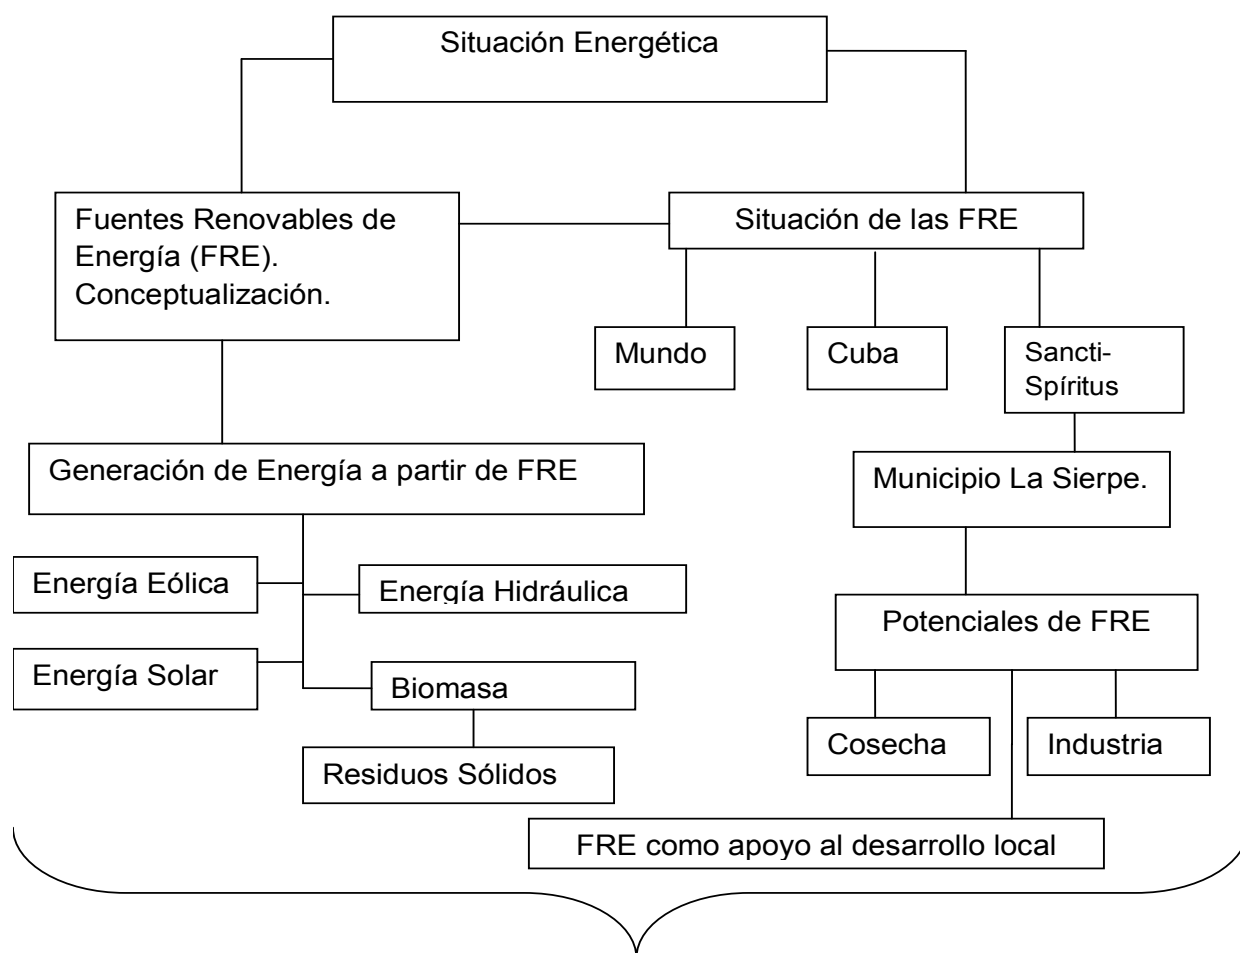 Situación Energética
Fuentes Renovables de
Energía (FRE).
Conceptualización.
Situación de las FRE
Mundo
Cuba
Sancti-
Spíritus
Generación de Energía a partir de FRE
Municipio La Sierpe.
Energía Eólica
Energía Hidráulica
Potenciales de FRE
Energía Solar
Biomasa
Cosecha
Industria
Residuos Sólidos
FRE como apoyo al desarrollo local